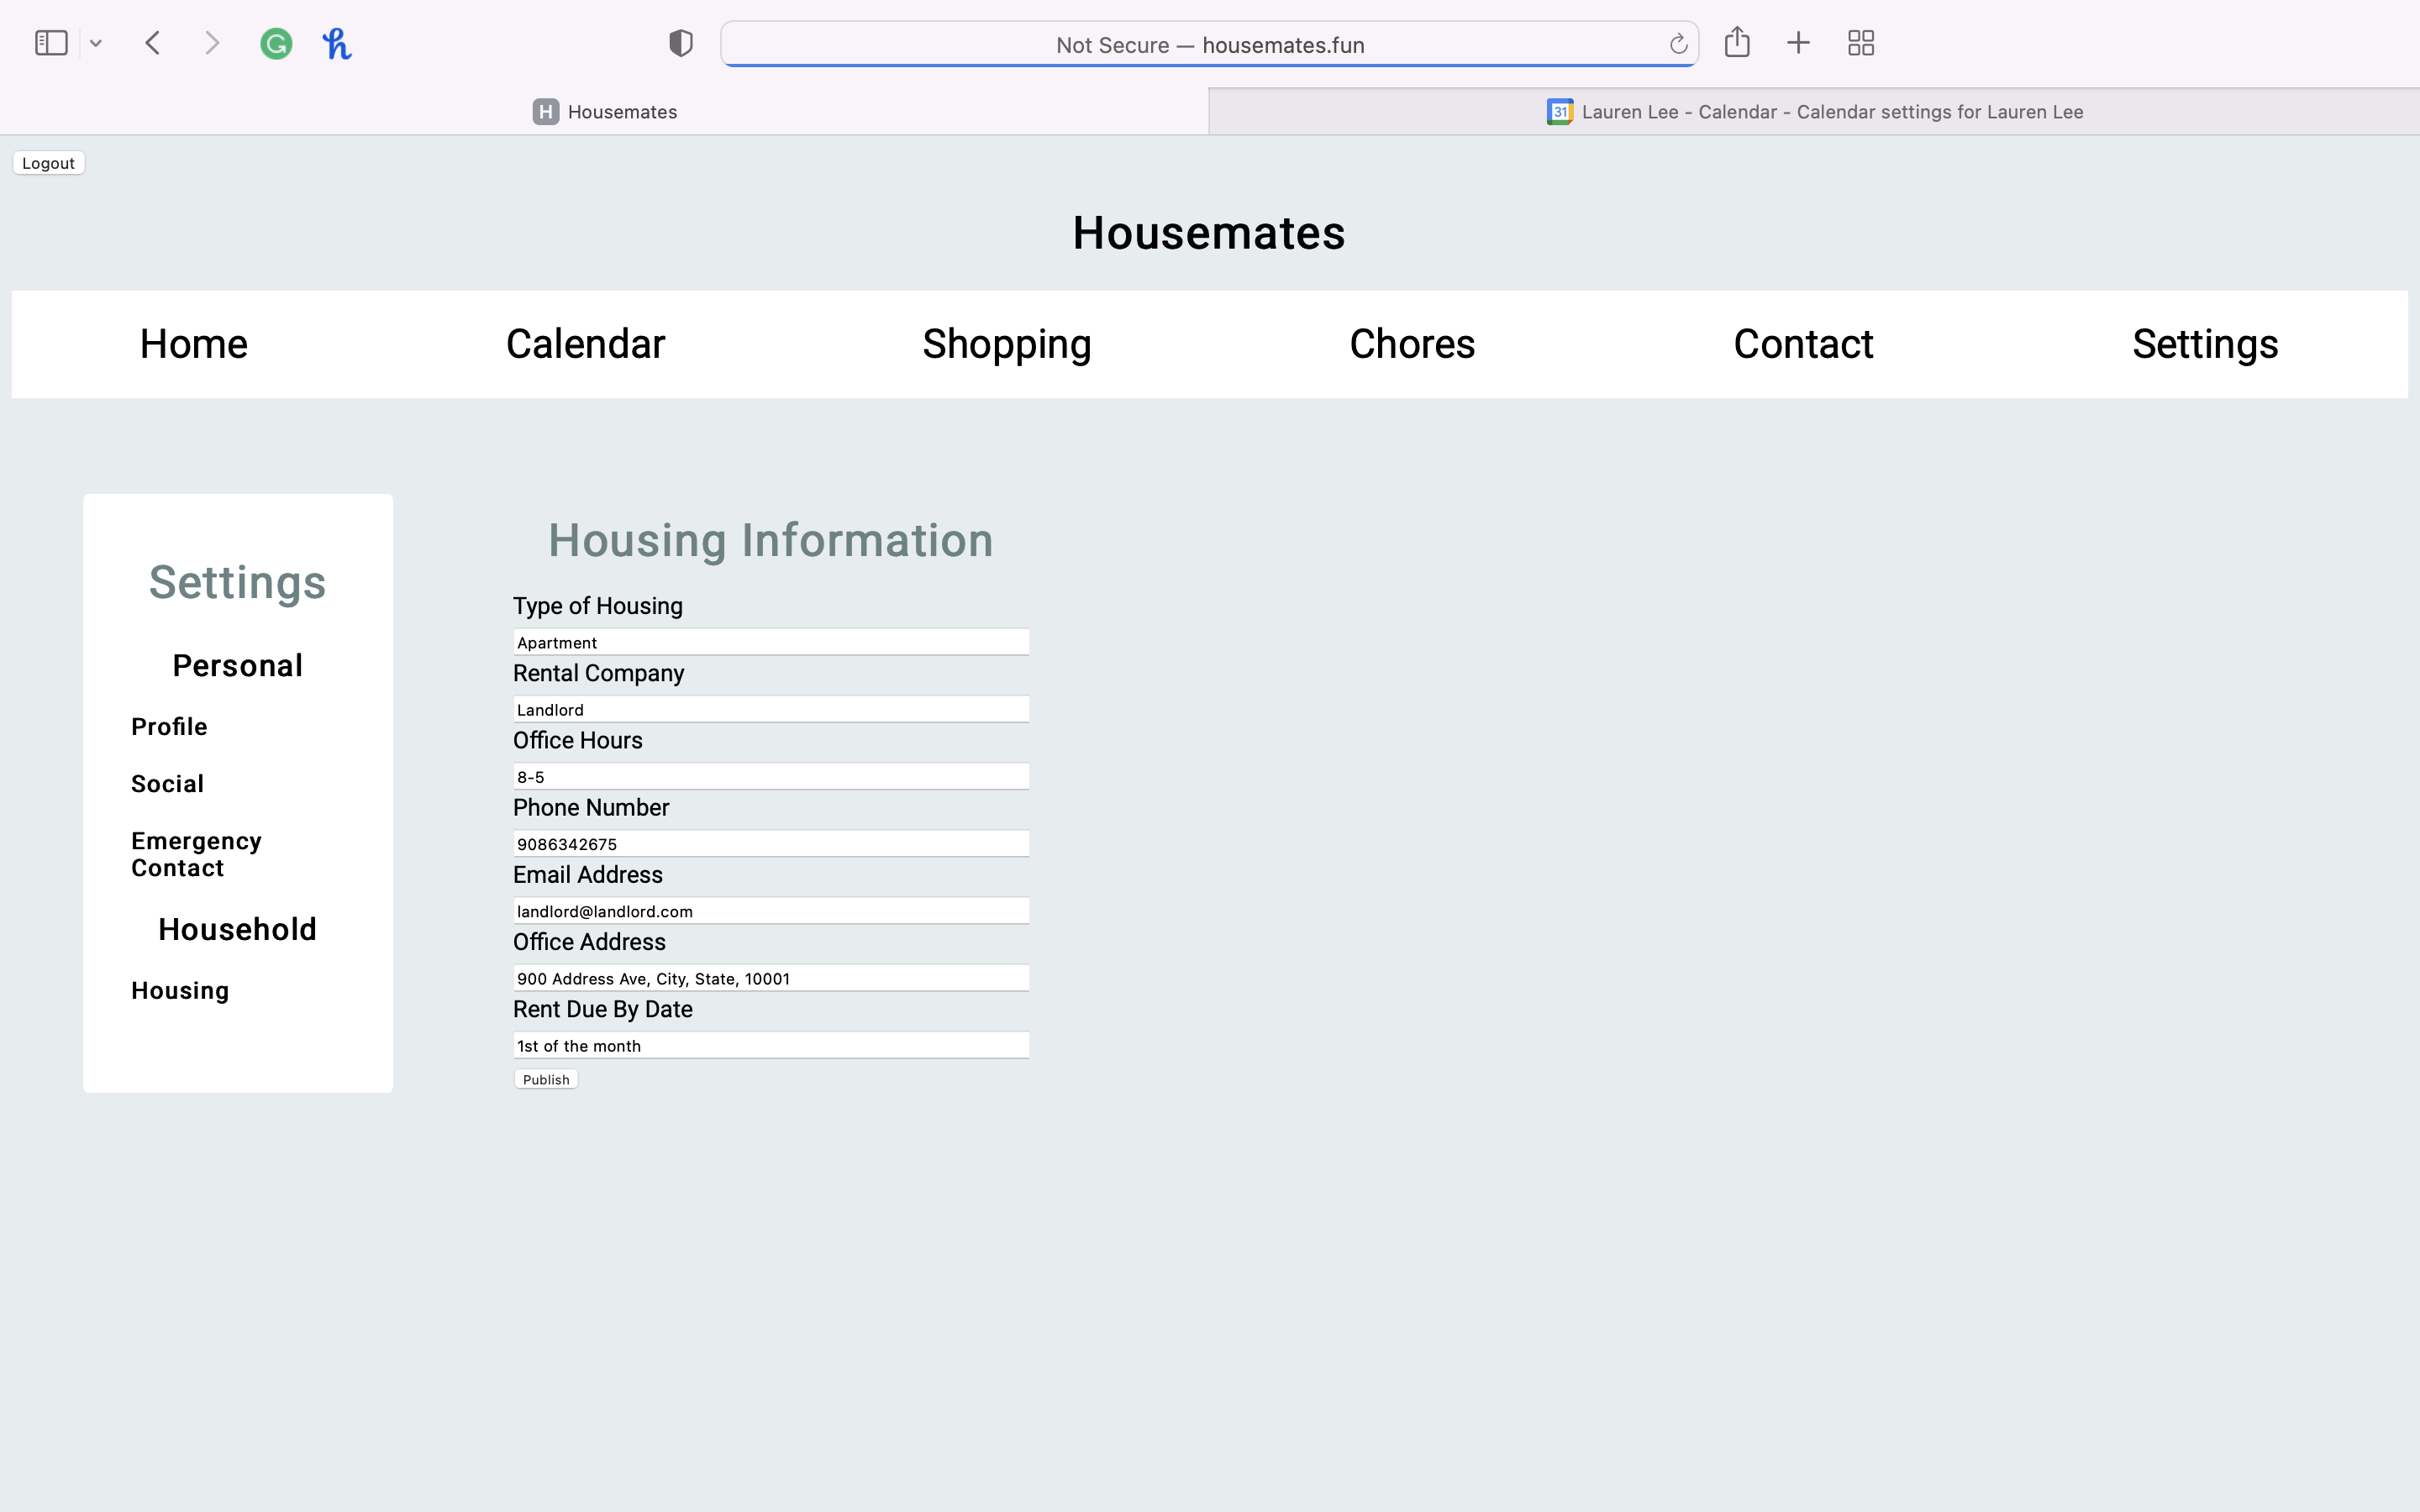 Not Secure — housemates.fun
H Housemates
31 Lauren Lee - Calendar - Calendar settings for Lauren Lee
Logout
Housemates
Home Calendar Shopping Chores Contact Settings
Settings
Personal
Profile
Social
Emergency
Contact
Household
Housing
Housing Information
Type of Housing
Apartment
Rental Company
Landlord
Office Hours
8-5
Phone Number
9086342675
Email Address
landlord@landlord.com
Office Address
900 Address Ave, City, State, 10001
Rent Due By Date
1st of the month
Publish